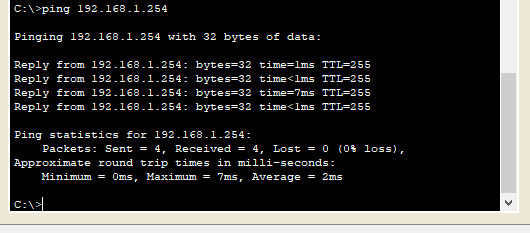 C:\>ping 192.168.1.254
Pinging 192.168.1.254 with 32 bytes of data:
Reply from 192.168.1.254: bytes=32 time=1ms TTL=255
Reply from 192.168.1.254: bytes=32 time<1ms TTL=255
Reply from 192.168.1.254: bytes=32 time=7ms TTL=255
Reply from 192.168.1.254: bytes=32 time<1ms TTL=255
Ping statistics for 192.168.1.254:
    Packets: Sent = 4, Received = 4, Lost = 0 (0% loss),
Approximate round trip times in milli-seconds:
    Minimum = 0ms, Maximum = 7ms, Average = 2ms
C:\>